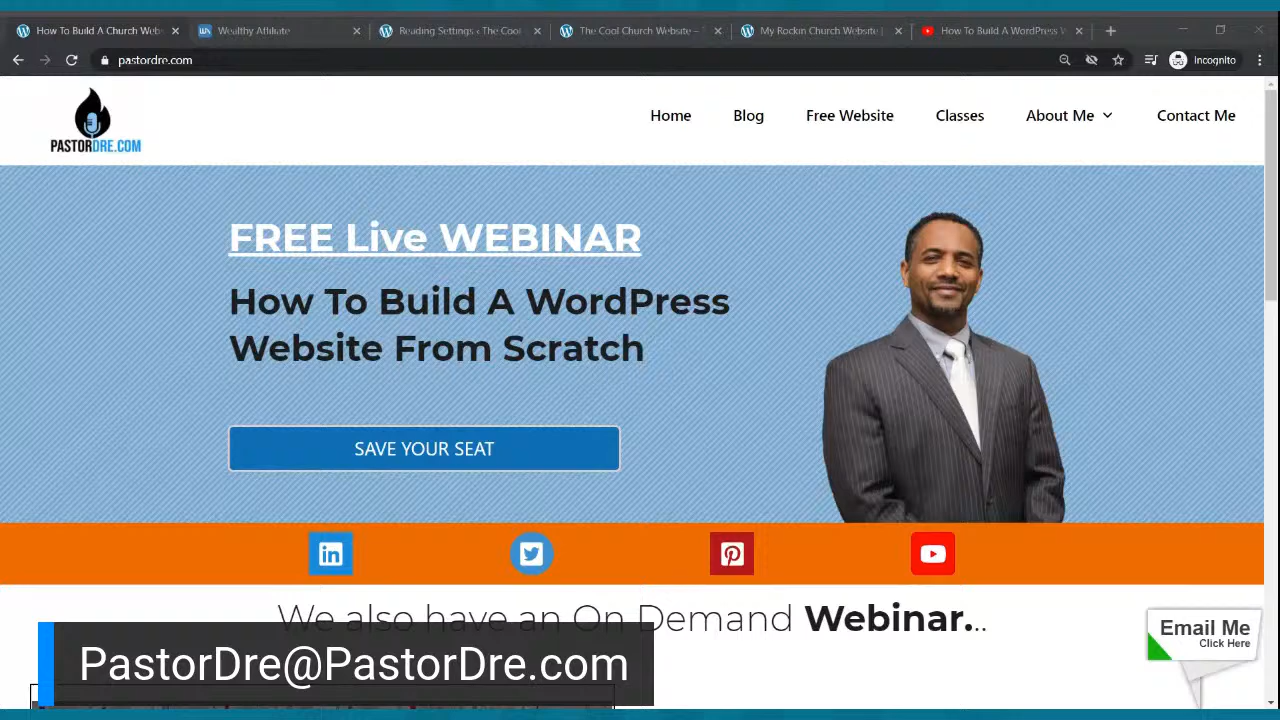 How To Build A Church Web
Wealthy Affiliate
Reading Settings ‹ The Cool
The Cool Church Website –
My Rockin Church Website |
How To Build A WordPress W
pastordre.com
Incognito
PASTORDRE.COM
Home
Blog
Free Website
Classes
About Me
Contact Me
FREE Live WEBINAR
How To Build A WordPress
Website From Scratch
SAVE YOUR SEAT
in
We also have an On Demand Webinar...
Email Me
Click Here
PastorDre@PastorDre.com